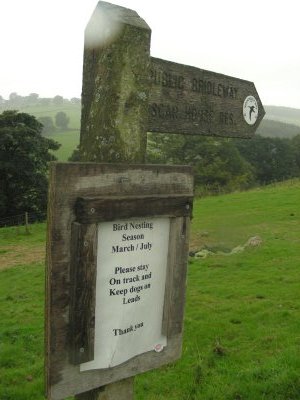 PUBLIC BRIDLEWAY
SCAR HOUSE RES.
Bird Nesting
Season
March / July
Please stay
On track and
Keep dogs on
Leads
Thank you